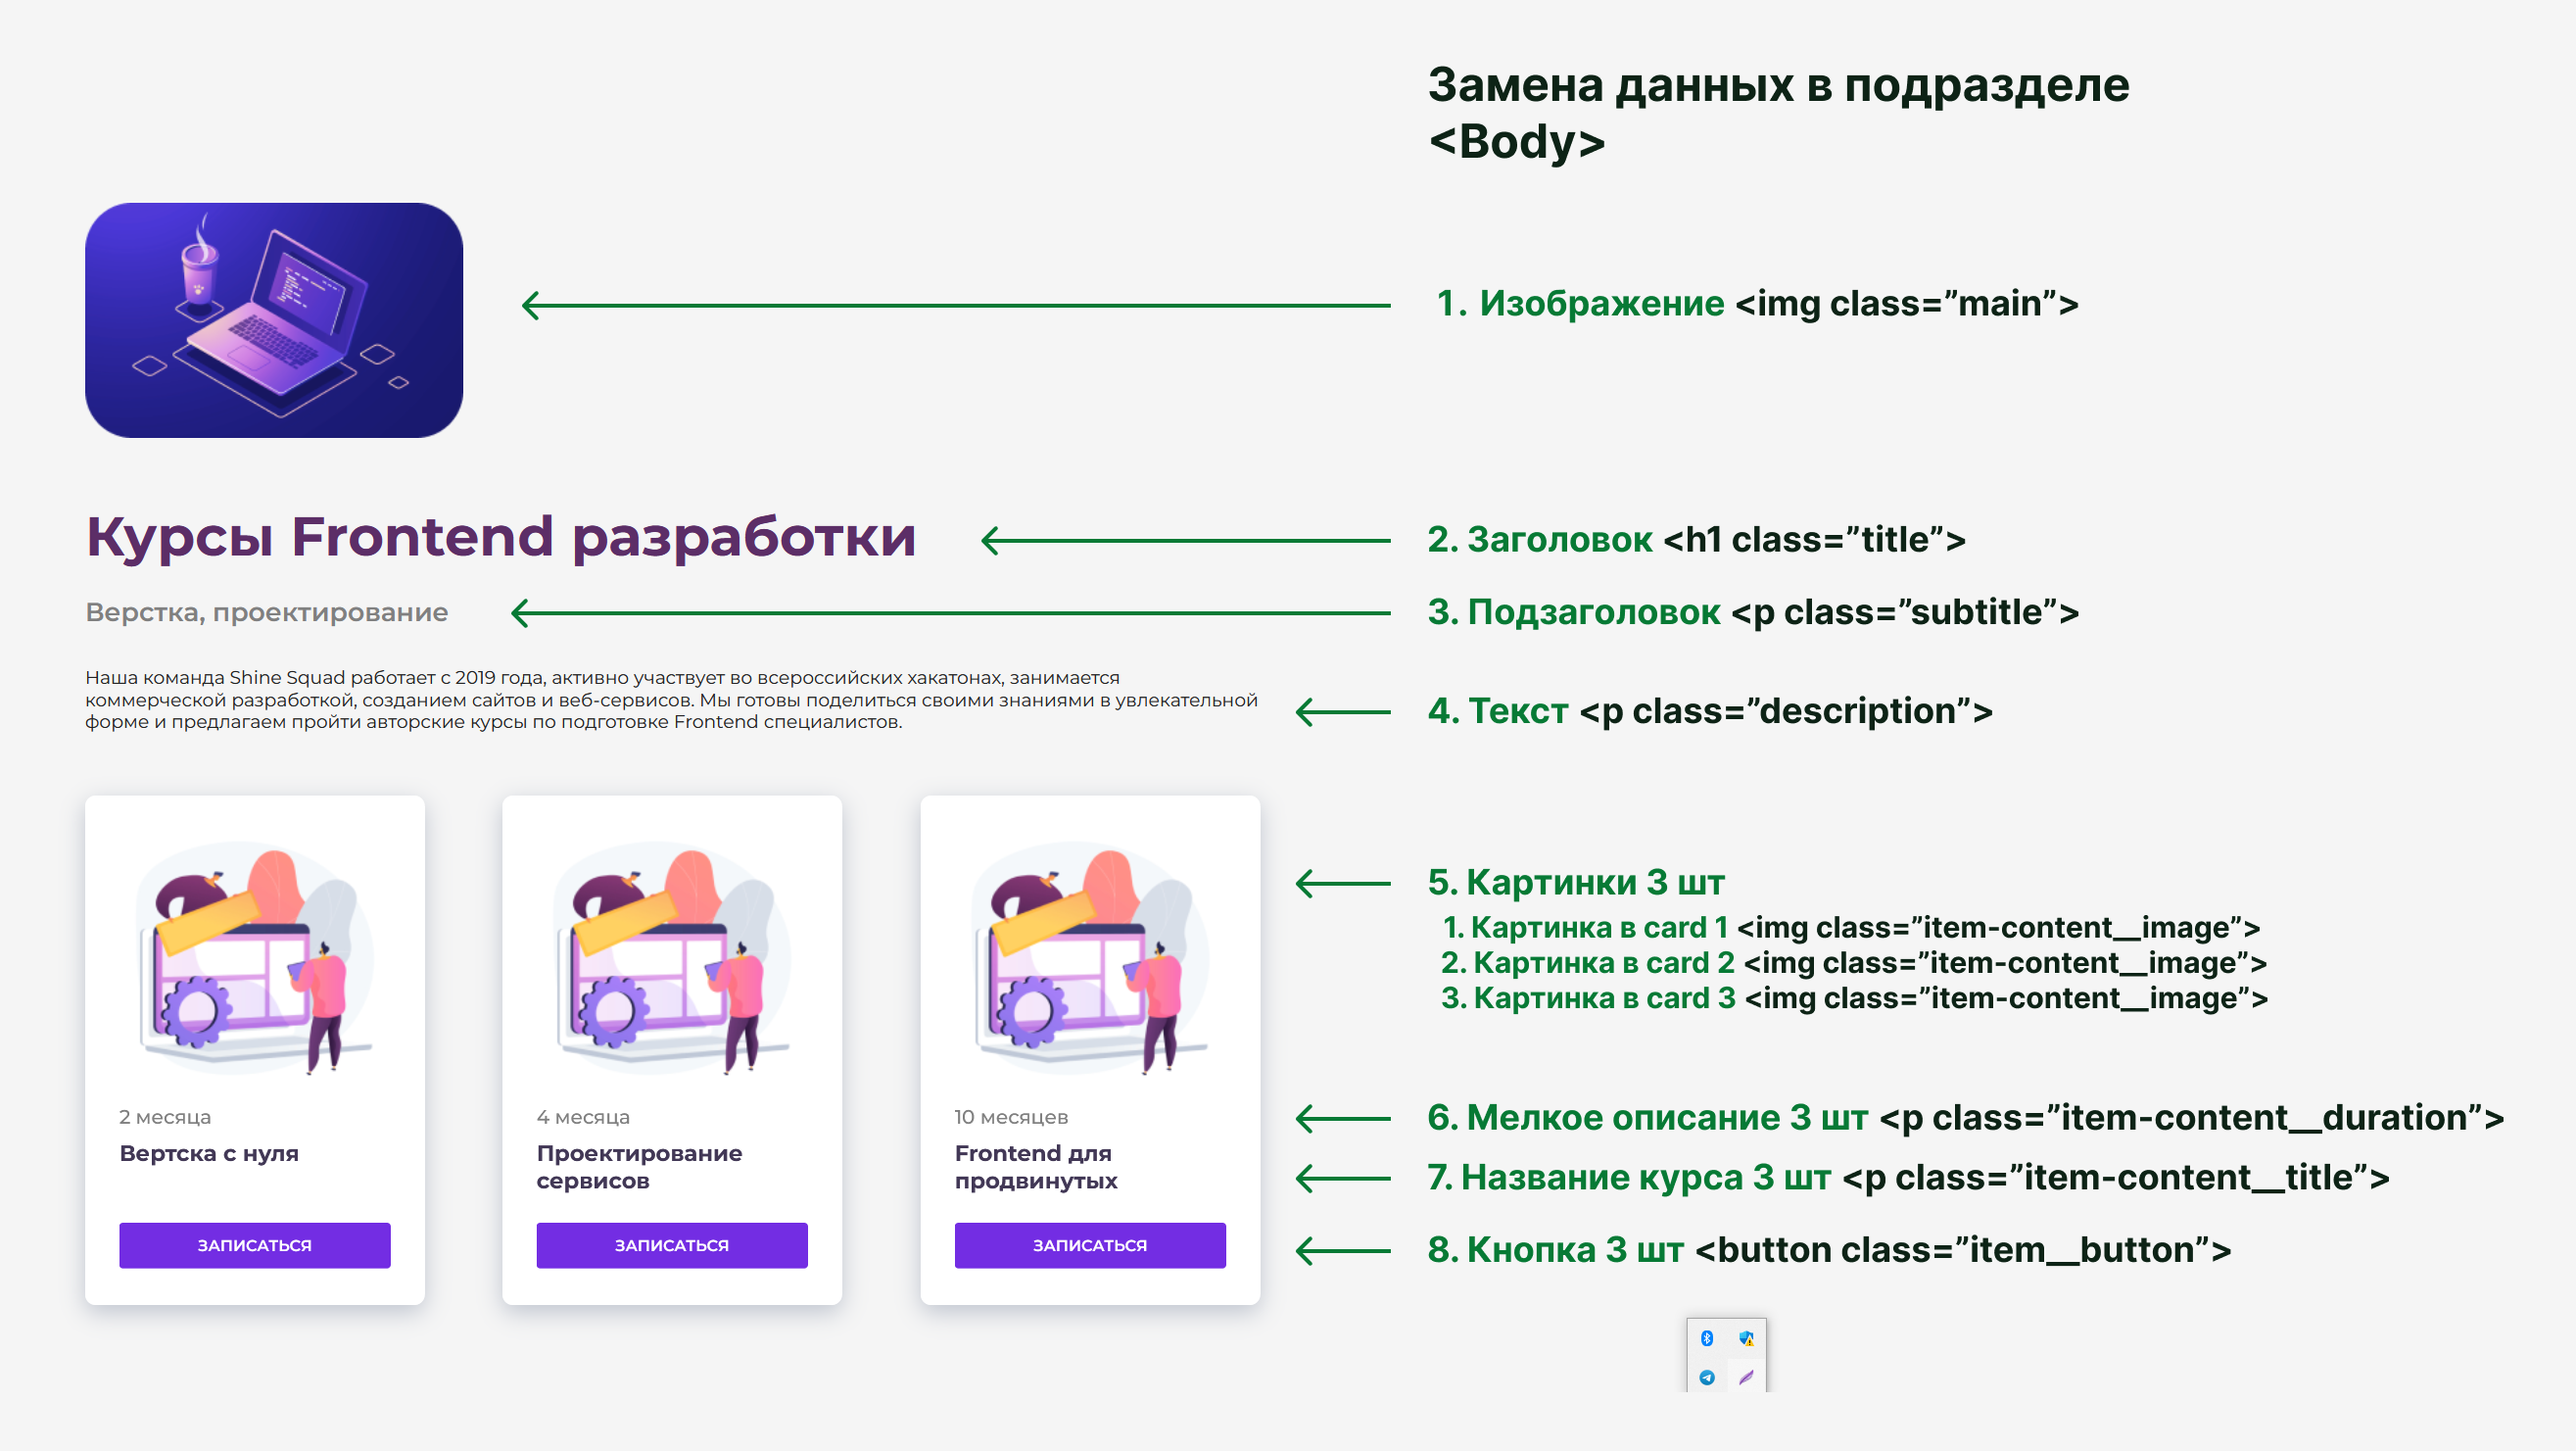 Замена данных в подразделе
<Body>
1. Изображение <img class=”main”>
Курсы Frontend разработки
2. Заголовок <h1 class=”title”>
Верстка, проектирование
3. Подзаголовок <p class=”subtitle”>
Наша команда Shine Squad работает с 2019 года, активно участвует во всероссийских хакатонах, занимается
коммерческой разработкой, созданием сайтов и веб-сервисов. Мы готовы поделиться своими знаниями в увлекательной
форме и предлагаем пройти авторские курсы по подготовке Frontend специалистов.
4. Текст <p class=”description”>
5. Картинки 3 шт
1. Картинка в card 1 <img class=”item-content__image”>
2. Картинка в card 2 <img class=”item-content__image”>
3. Картинка в card 3 <img class=”item-content__image”>
2 месяца
Вертска с нуля
ЗАПИСАТЬСЯ
4 месяца
Проектирование
сервисов
ЗАПИСАТЬСЯ
10 месяцев
Frontend для
продвинутых
ЗАПИСАТЬСЯ
6. Мелкое описание 3 шт <p class=”item-content__duration”>
7. Название курса 3 шт <p class=”item-content__title”>
8. Кнопка 3 шт <button class=”item__button”>